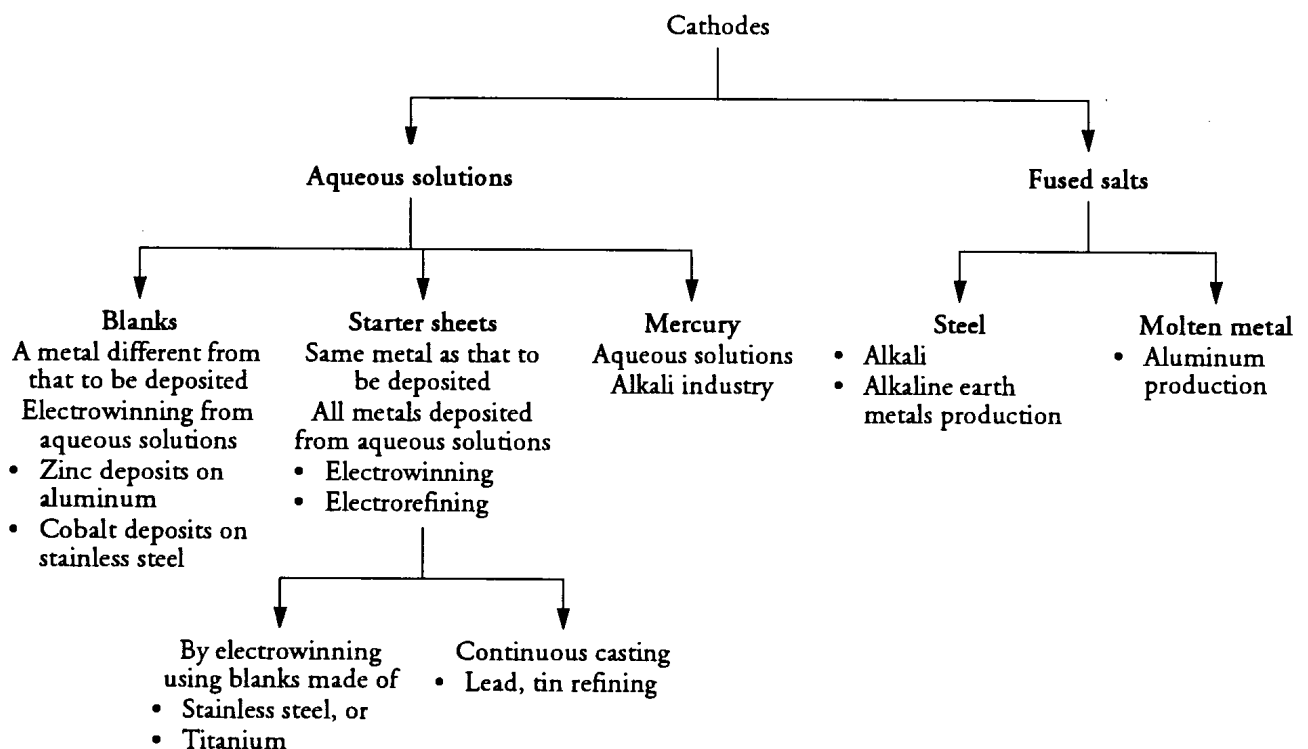 Cathodes
Aqueous solutions
Fused salts
Blanks
A metal different from
that to be deposited
Electrowinning from
aqueous solutions
• Zinc deposits on
aluminum
• Cobalt deposits on
stainless steel
Starter sheets
Same metal as that to
be deposited
All metals deposited
from aqueous solutions
• Electrowinning
• Electrorefining
Mercury
Aqueous solutions
Alkali industry
Steel
• Alkali
• Alkaline earth
metals production
Molten metal
• Aluminum
production
By electrowinning
using blanks made of
• Stainless steel, or
• Titanium
Continuous casting
• Lead, tin refining